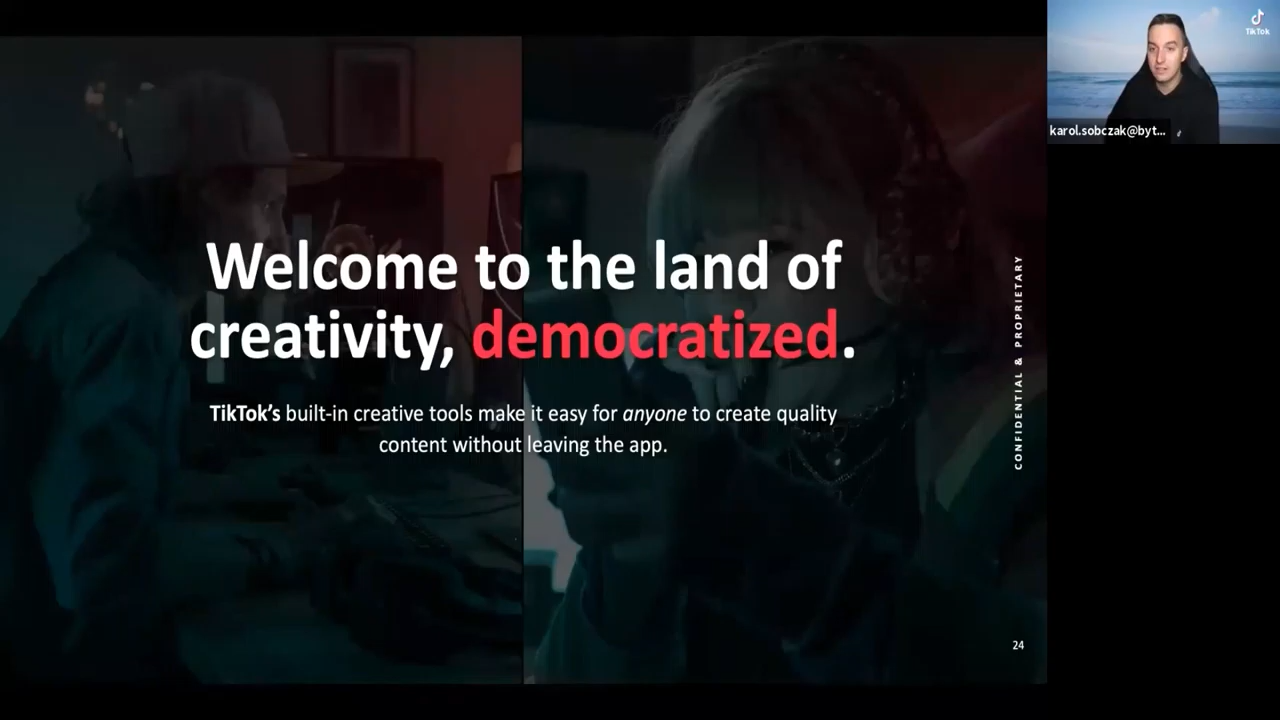 Welcome to the land of
creativity, democratized.
TikTok’s built-in creative tools make it easy for anyone to create quality
content without leaving the app.
CONFIDENTIAL & PROPRIETARY
24
TikTok
karol.sobczak@byt...